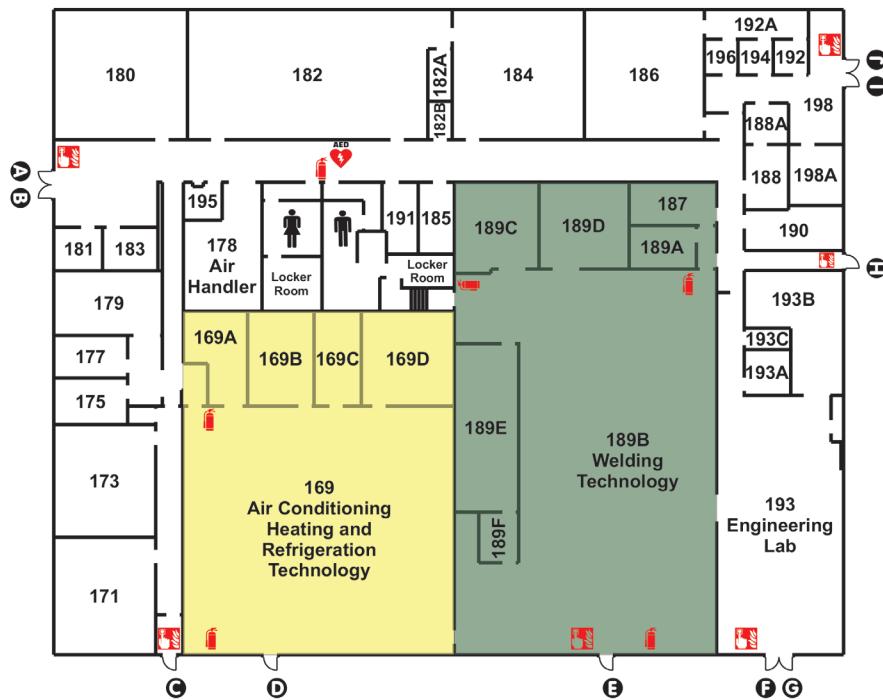 192A
180
182
182A
184
186
196
194
192
I
I
182B
188A
198
AED
A
B
195
191
185
189C
189D
187
188
198A
181
183
178
Air
Handler
Locker
Room
Locker
Room
189A
190
H
179
193B
169A
169B
169C
169D
193C
177
193A
175
173
189E
189B
Welding
Technology
169
Air Conditioning
Heating and
Refrigeration
Technology
189F
193
Engineering
Lab
171
C
D
E
F
G